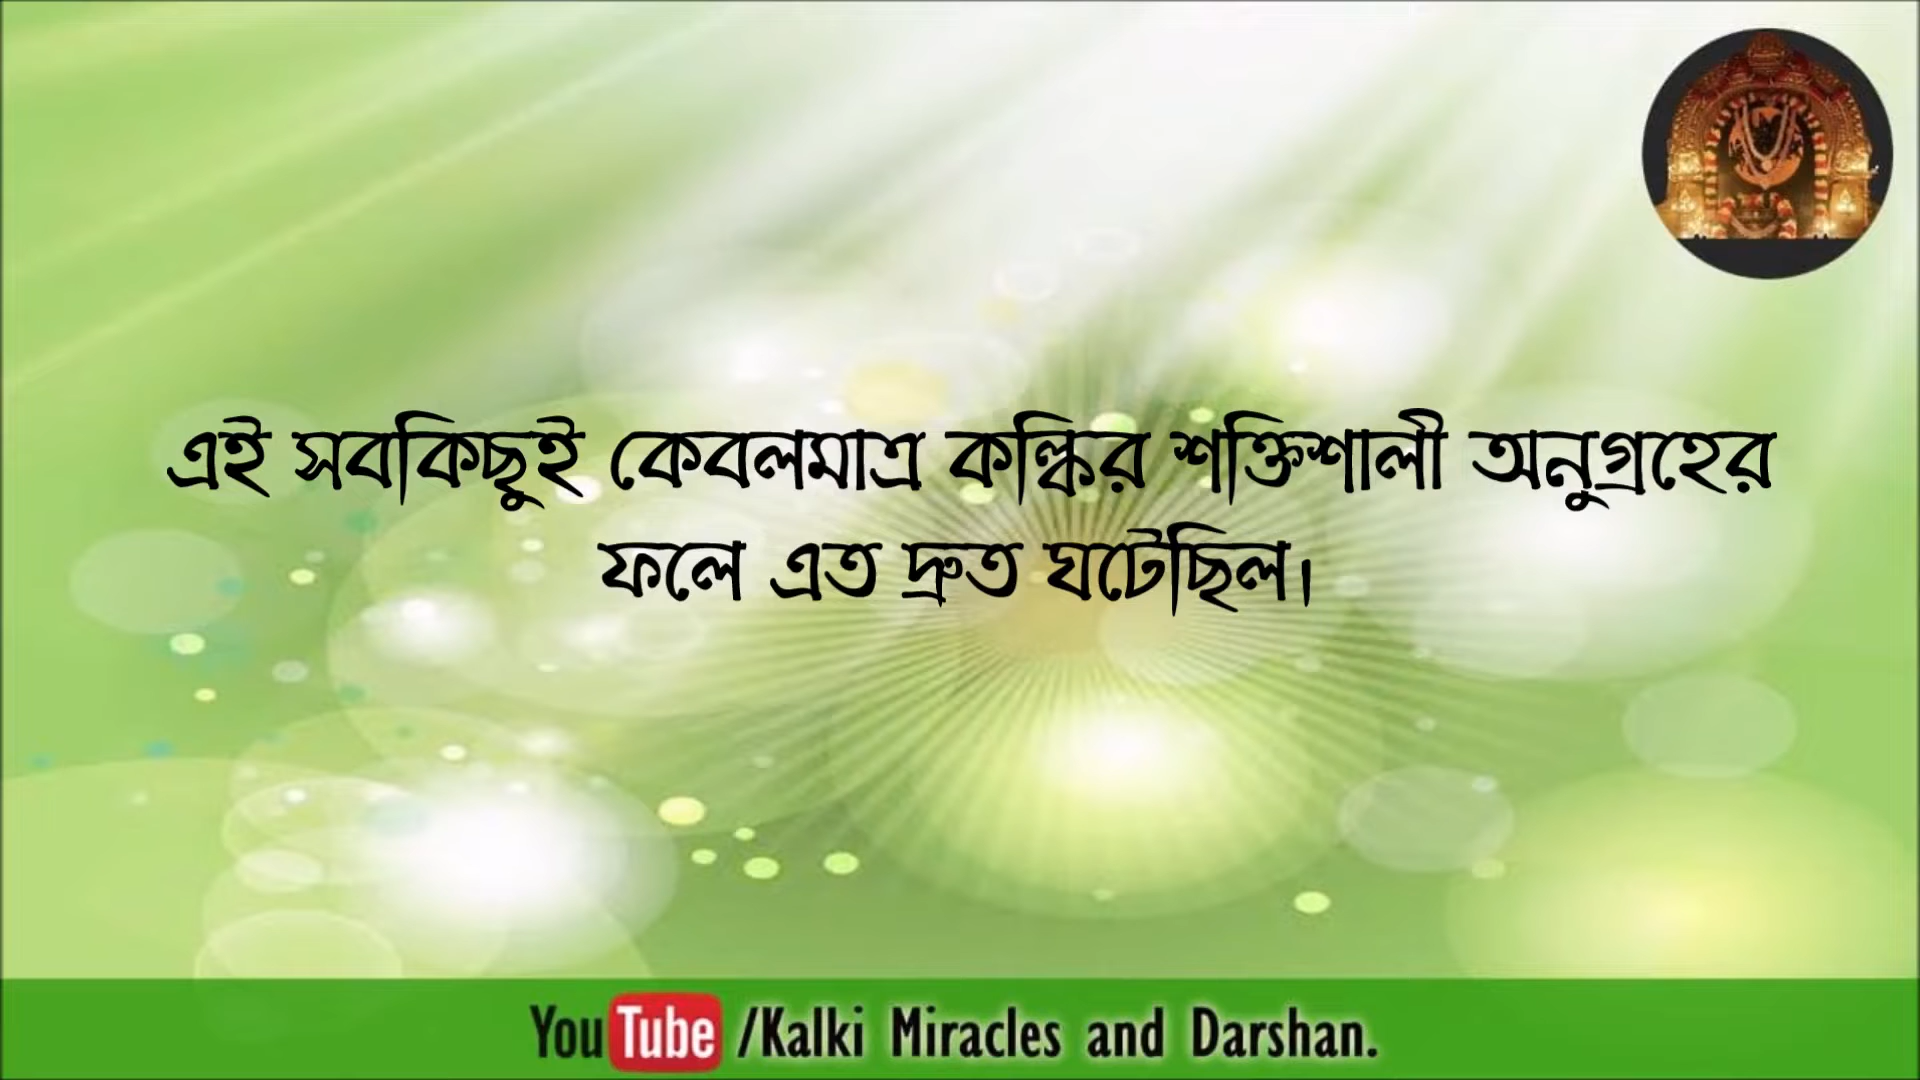 এই সবকিছুই কেবলমাত্র কল্কির শক্তিশালী অনুগ্রহের
ফলে এত দ্রুত ঘটেছিল।
YouTube /Kalki Miracles and Darshan.